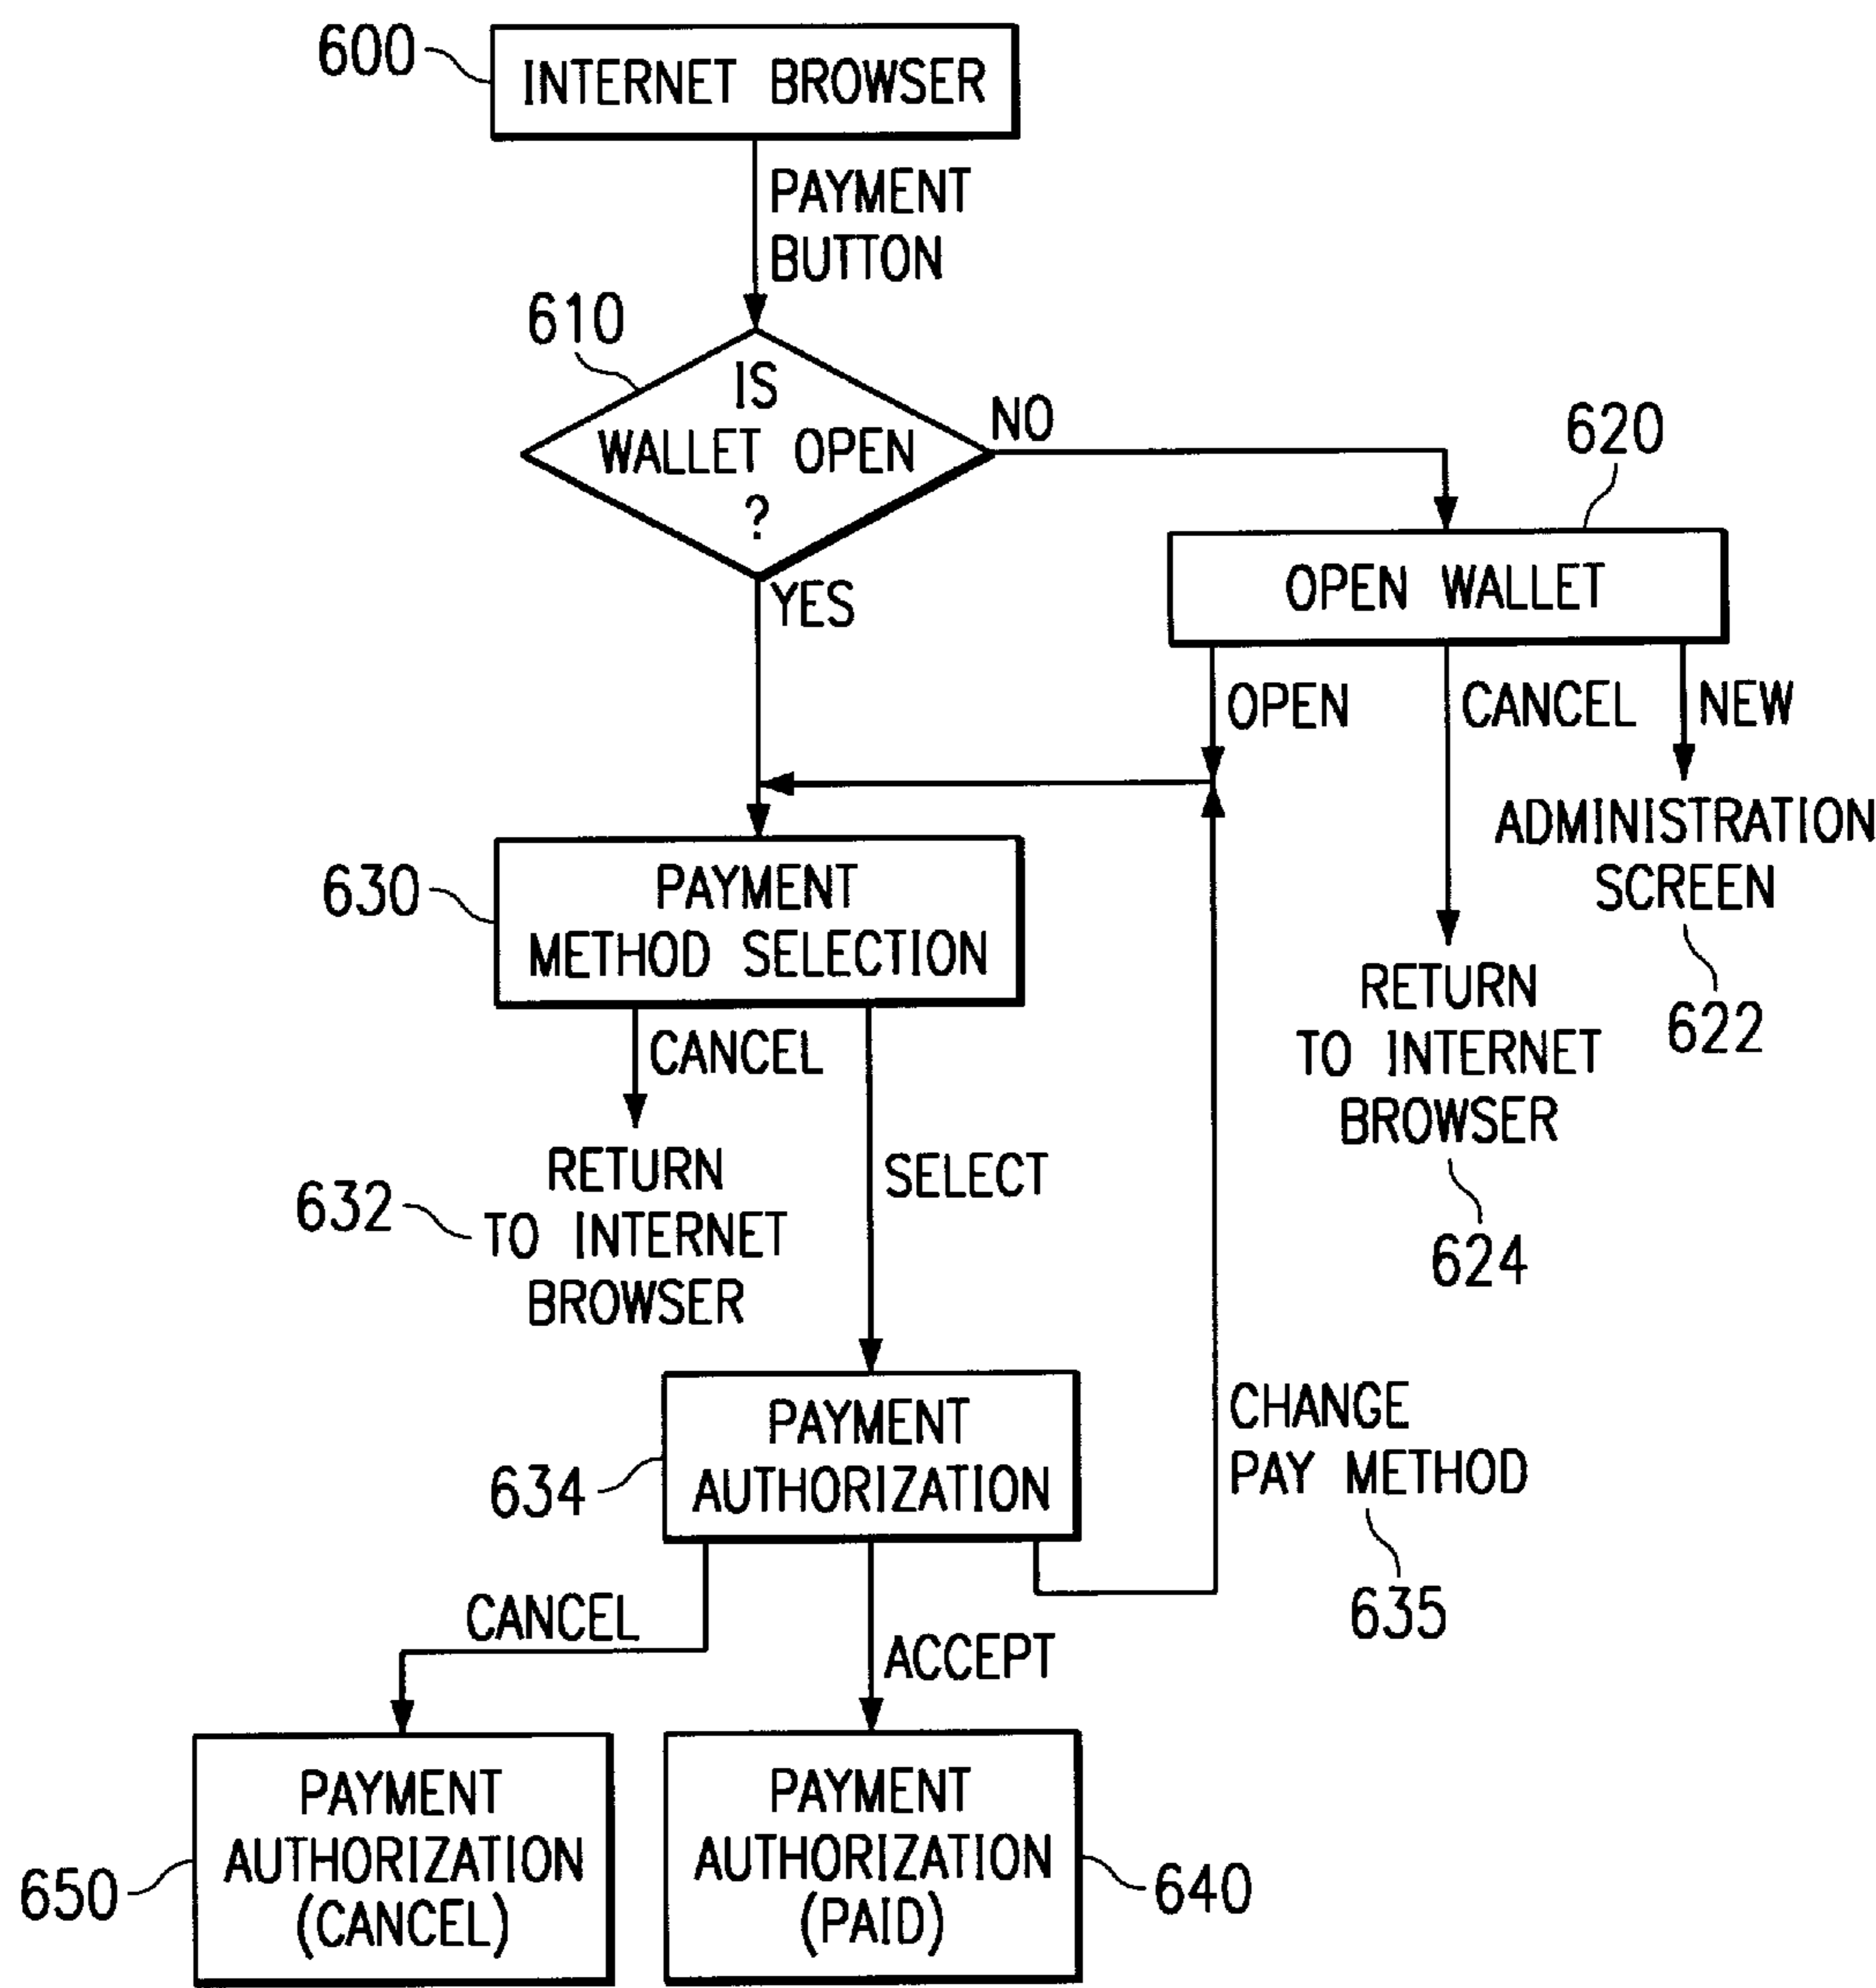 600
INTERNET BROWSER
PAYMENT
BUTTON
610
IS
WALLET OPEN
?
NO
YES
620
OPEN WALLET
OPEN
CANCEL
NEW
ADMINISTRATION
SCREEN
622
RETURN
TO INTERNET
BROWSER
624
630
PAYMENT
METHOD SELECTION
CANCEL
SELECT
RETURN
TO INTERNET
BROWSER
632
634
PAYMENT
AUTHORIZATION
CHANGE
PAY METHOD
635
CANCEL
ACCEPT
650
PAYMENT
AUTHORIZATION
(CANCEL)
PAYMENT
AUTHORIZATION
(PAID)
640